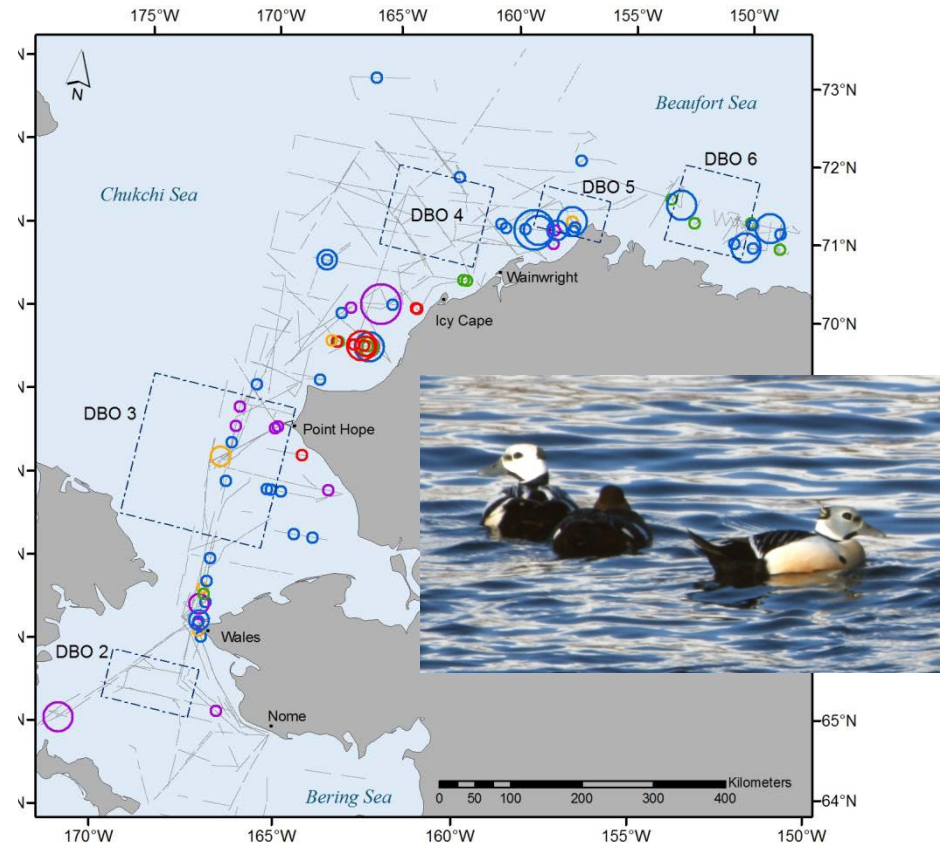 175°W 170°W 165°W 160°W 155°W 150°W
N
73°N
Beaufort Sea
72°N
DBO 6
DBO 5
Chukchi Sea
DBO 4
71°N
Wainwright
70°N
Icy Cape
DBO 3
Point Hope
Wales
DBO 2
Nome
65°N
Kilometers
0 50 100 200 300 400
Bering Sea
64°N
170°W 165°W 160°W 155°W 150°W